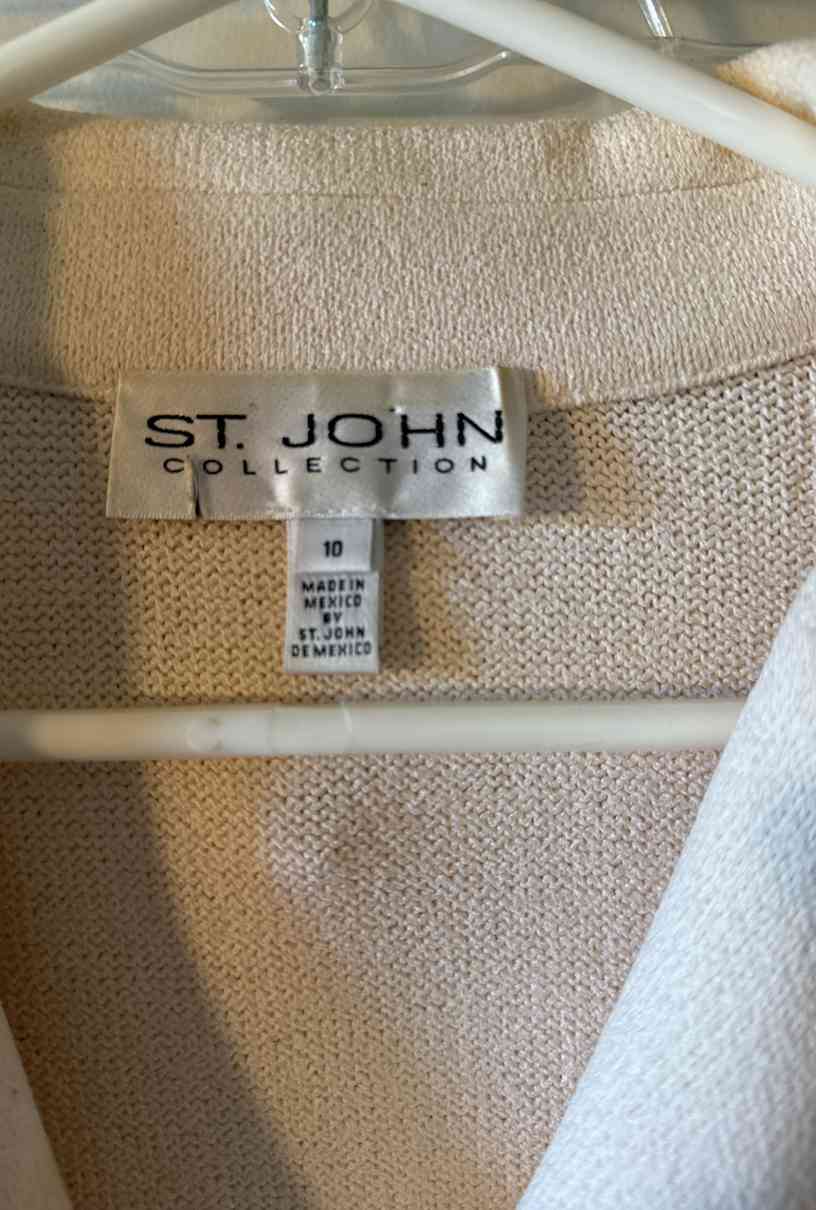 ST. JOHN
COLLECTION
10
MADE IN
MEXICO
BY
ST. JOHN
DE MEXICO